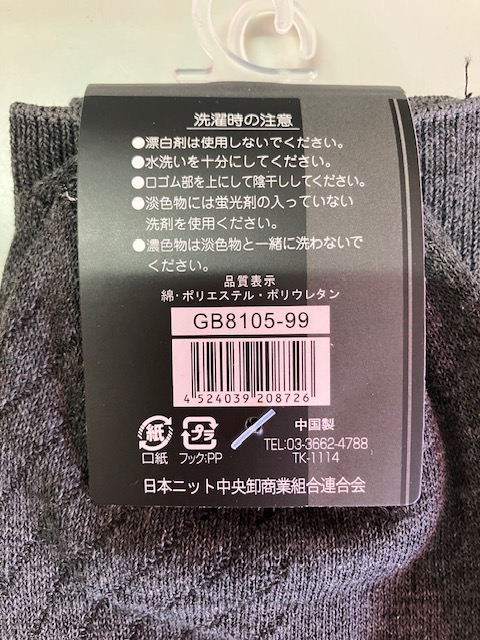 洗濯時の注意
●漂白剤は使用しないでください。
●水洗いを十分にしてください。
●口ゴム部を上にして陰干ししてください。
●淡色物には蛍光剤の入っていない
洗剤を使用ください。
●濃色物は淡色物と一緒に洗わないで
ください。
品質表示
綿・ポリエステル・ポリウレタン
GB8105-99
4 524039 208726
紙
口紙
プラ
フック:PP
中国製
TEL:03-3662-4788
TK-1114
日本ニット中央卸商業組合連合会